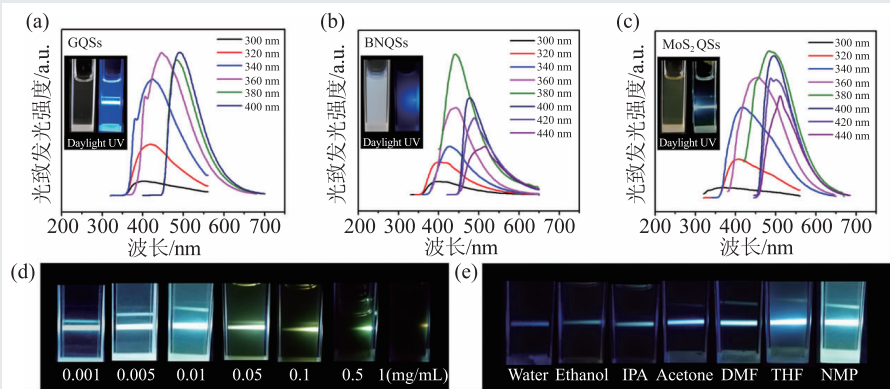 (a)
GQSs
300 nm
320 nm
340 nm
360 nm
380 nm
400 nm
Daylight UV
光致发光强度/a.u.
200 300 400 500 600 700
波长/nm
(b)
BNQSs
300 nm
320 nm
340 nm
360 nm
380 nm
400 nm
420 nm
440 nm
Daylight UV
光致发光强度/a.u.
200 300 400 500 600 700
波长/nm
(c)
MoS₂ QSs
300 nm
320 nm
340 nm
360 nm
380 nm
400 nm
420 nm
440 nm
Daylight UV
光致发光强度/a.u.
200 300 400 500 600 700
波长/nm
(d)
0.001 0.005 0.01 0.05 0.1 0.5 1(mg/mL)
(e)
Water Ethanol IPA Acetone DMF THF NMP